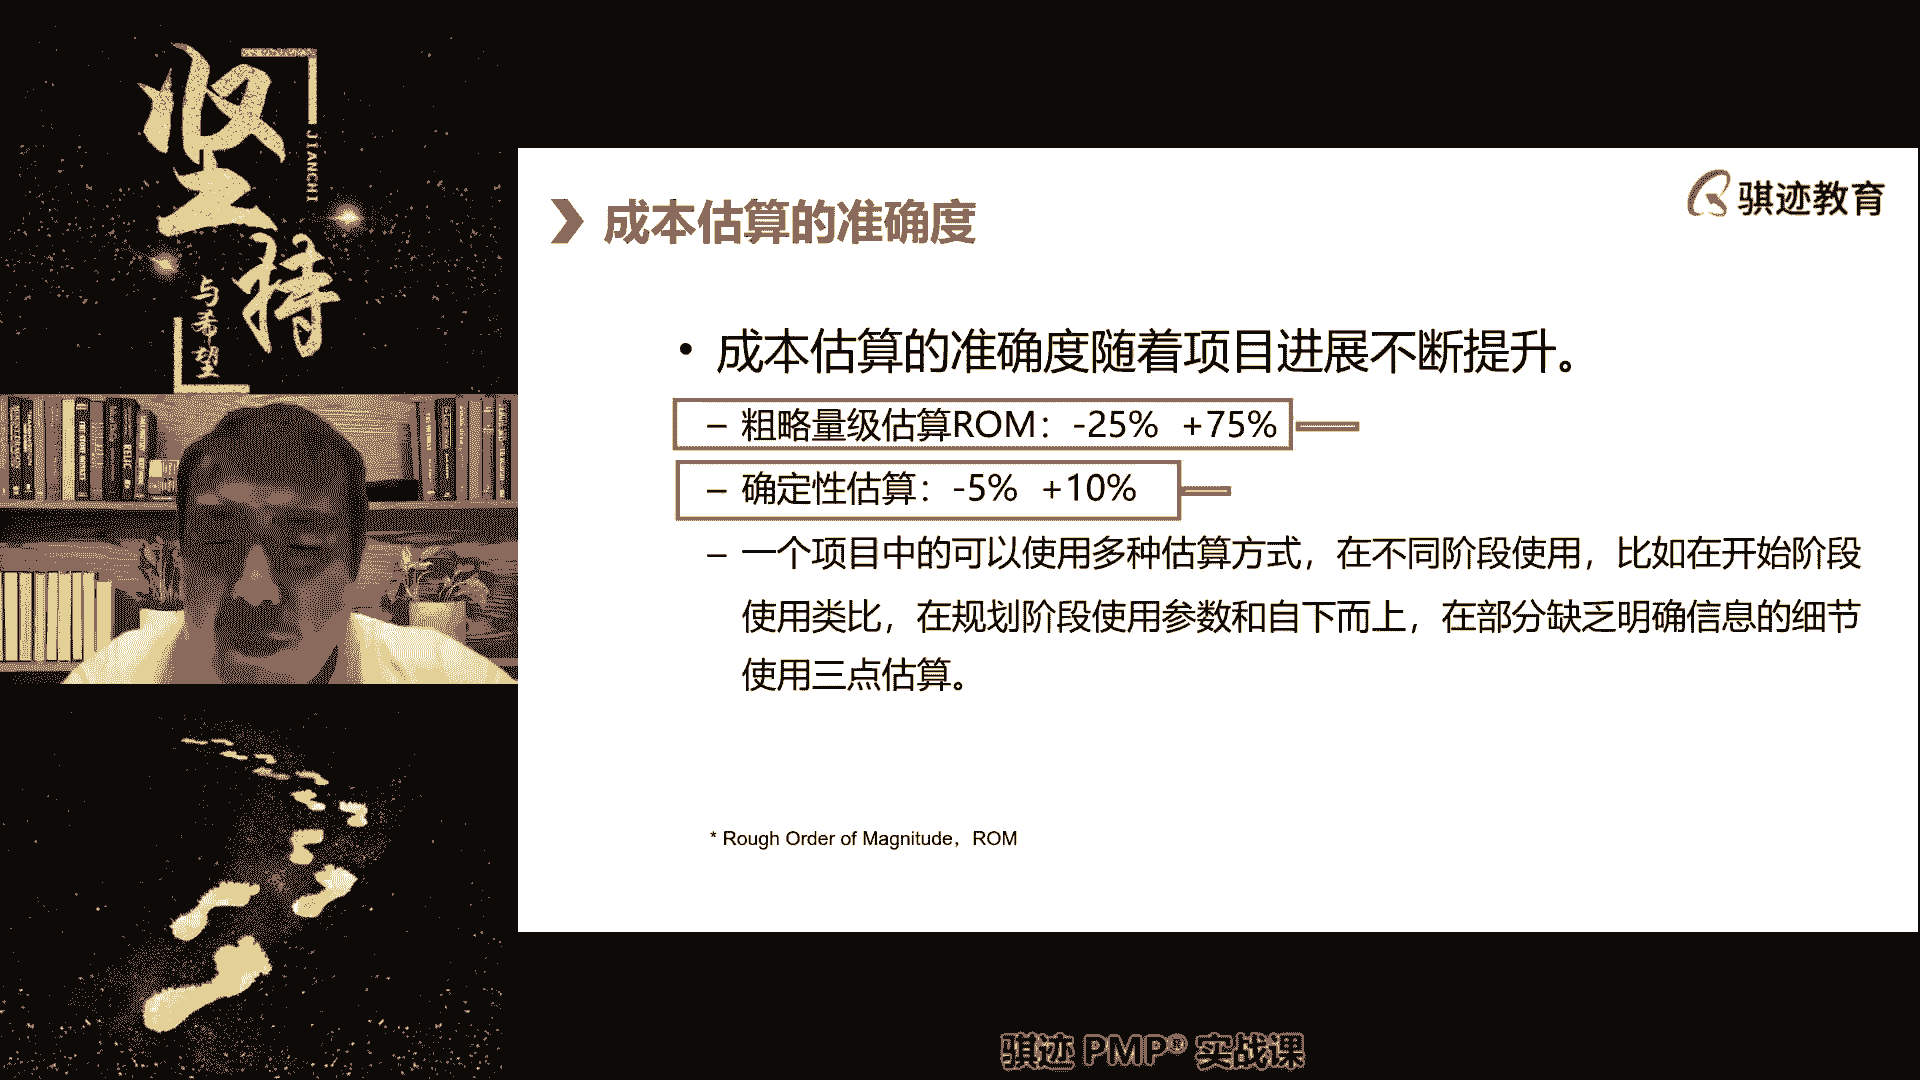 坚持
JIANCHI
与希望
骐迹教育
成本估算的准确度
• 成本估算的准确度随着项目进展不断提升。
– 粗略量级估算ROM：-25% +75%
– 确定性估算：-5% +10%
– 一个项目中的可以使用多种估算方式，在不同阶段使用，比如在开始阶段
使用类比，在规划阶段使用参数和自下而上，在部分缺乏明确信息的细节
使用三点估算。
* Rough Order of Magnitude，ROM
骐迹 PMP® 实战课